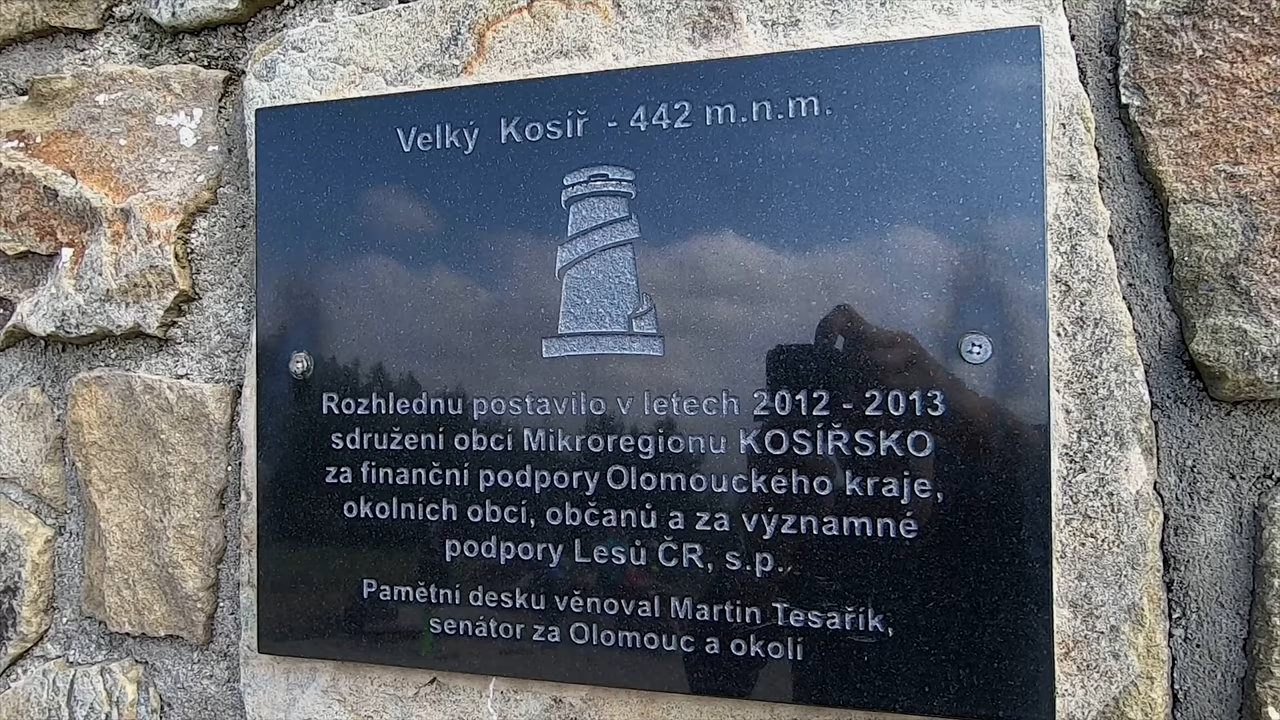 Velký Kosíř - 442 m.n.m.
Rozhlednu postavilo v letech 2012 - 2013
sdružení obcí Mikroregionu KOSÍŘSKO
za finanční podpory Olomouckého kraje,
okolních obcí, občanů a za významné
podpory Lesů ČR, s.p..
Pamětní desku věnoval Martin Tesařík,
senátor za Olomouc a okolí